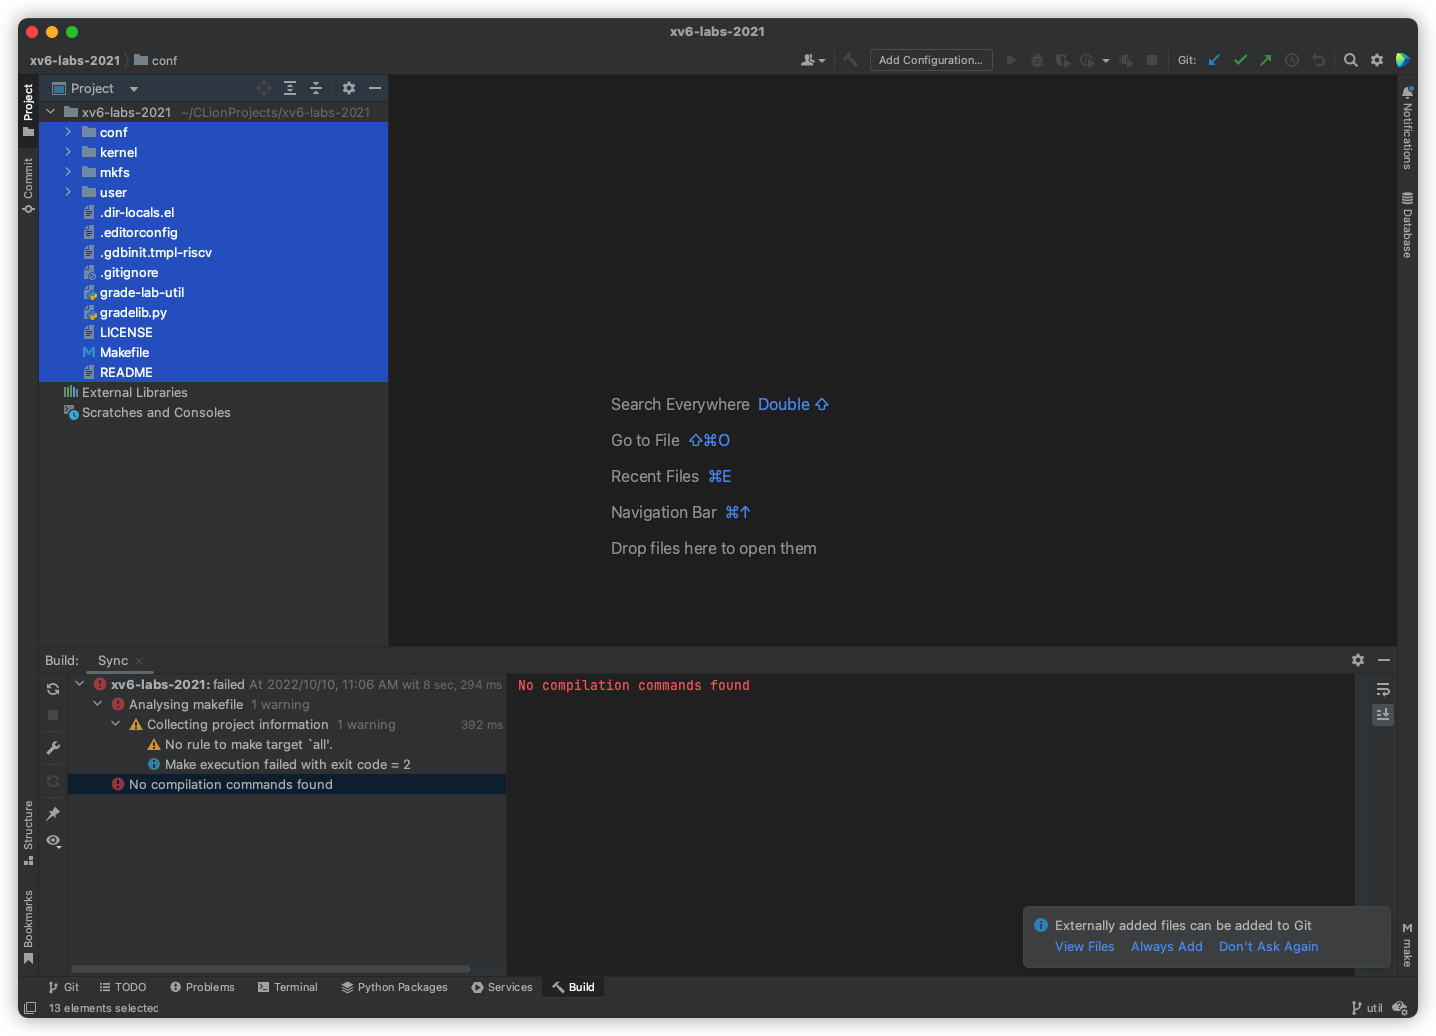 xv6-labs-2021
xv6-labs-2021 conf
Add Configuration...
Git:
Project
Project
Commit
Structure
Bookmarks
xv6-labs-2021 ~/CLionProjects/xv6-labs-2021
conf
kernel
mkfs
user
.dir-locals.el
.editorconfig
.gdbinit.tmpl-riscv
.gitignore
grade-lab-util
gradelib.py
LICENSE
Makefile
README
External Libraries
Scratches and Consoles
Search Everywhere Double ⇧
Go to File ⇧⌘O
Recent Files ⌘E
Navigation Bar ⌘↑
Drop files here to open them
Notifications
Database
make
Build: Sync
xv6-labs-2021: failed At 2022/10/10, 11:06 AM wit 8 sec, 294 ms
Analysing makefile 1 warning
Collecting project information 1 warning 392 ms
No rule to make target `all'.
Make execution failed with exit code = 2
No compilation commands found
No compilation commands found
Externally added files can be added to Git
View Files Always Add Don't Ask Again
Git TODO Problems Terminal Python Packages Services Build
13 elements selected
util